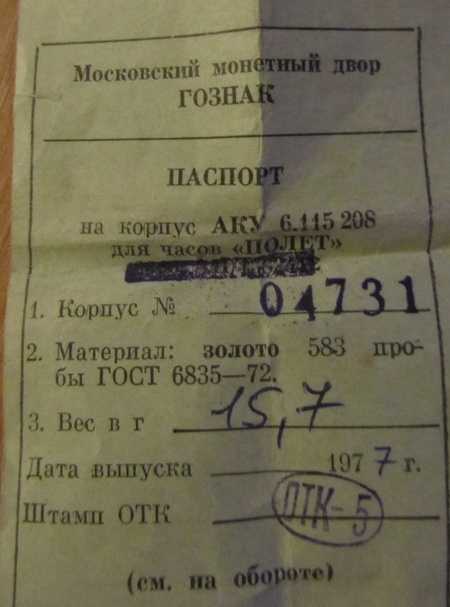 Московский монетный двор
ГОЗНАК
ПАСПОРТ
на корпус АКУ 6.115 208
для часов «ПОЛЕТ»
1. Корпус № 04731
2. Материал: золото 583 про-
бы ГОСТ 6835—72.
3. Вес в г 15,7
Дата выпуска 1977 г.
Штамп ОТК ОТК-5
(см. на обороте)